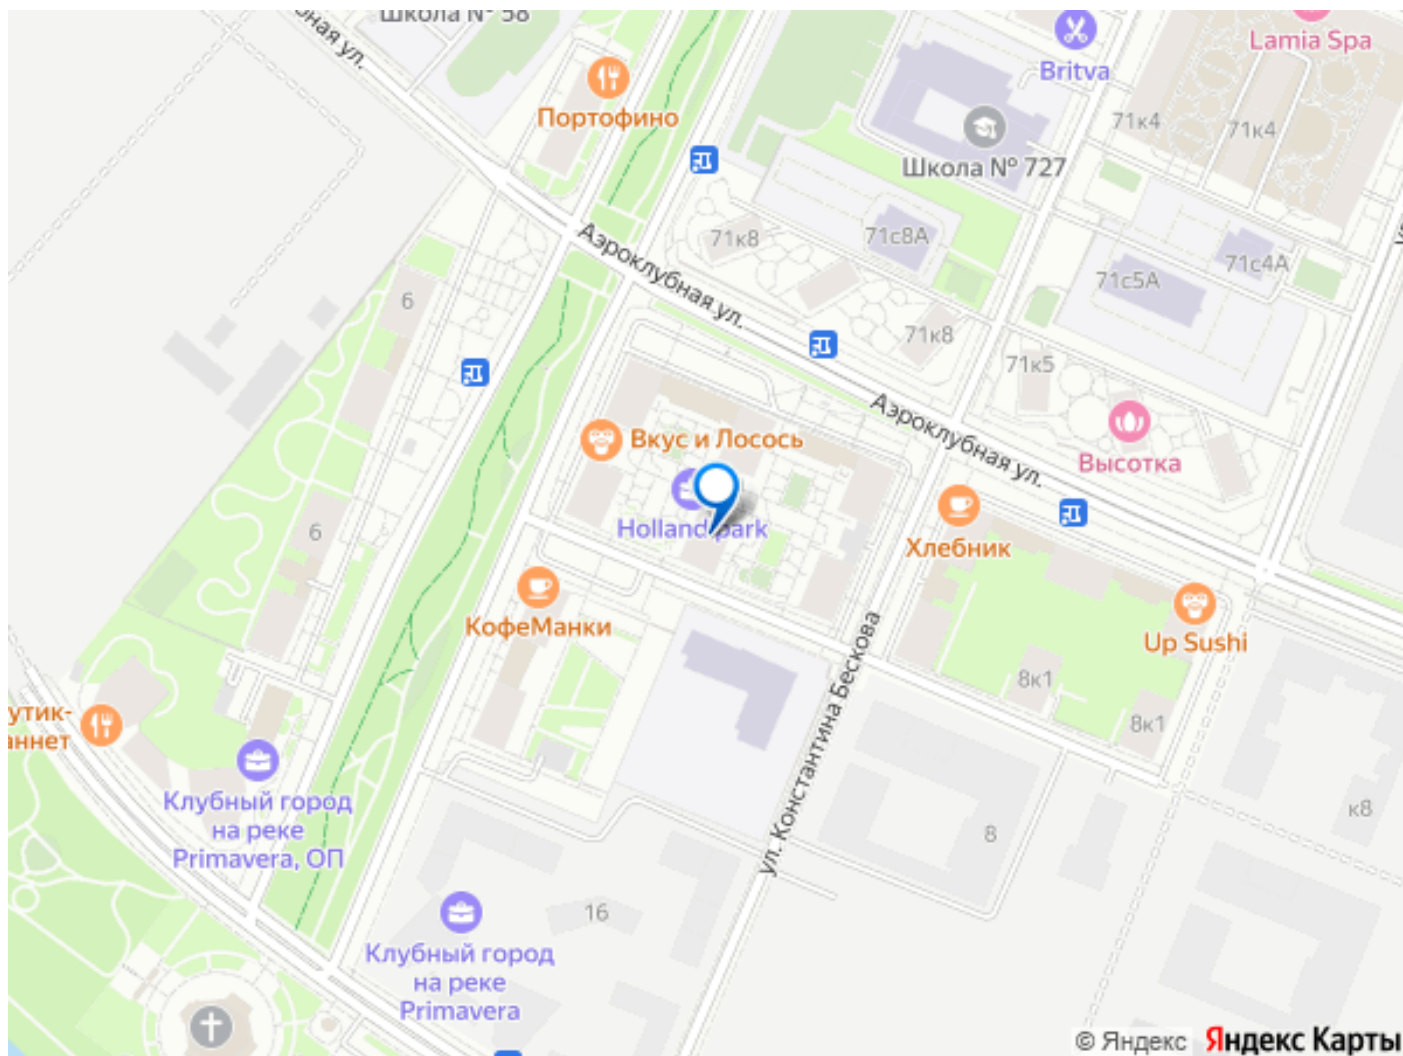 Школа № 58
Lamia Spa
Britva
Портофино
71к4
71к4
Школа № 727
71к8
71с8А
71с4А
71с5А
Аэроклубная ул.
6
71к8
71к5
Аэроклубная ул.
Вкус и Лосось
Высотка
Holland park
Хлебник
6
КофеМанки
Up Sushi
ул. Константина Бескова
8к1
8к1
Клубный город
на реке
Primavera, ОП
к8
8
16
Клубный город
на реке
Primavera
© Яндекс Яндекс Карты